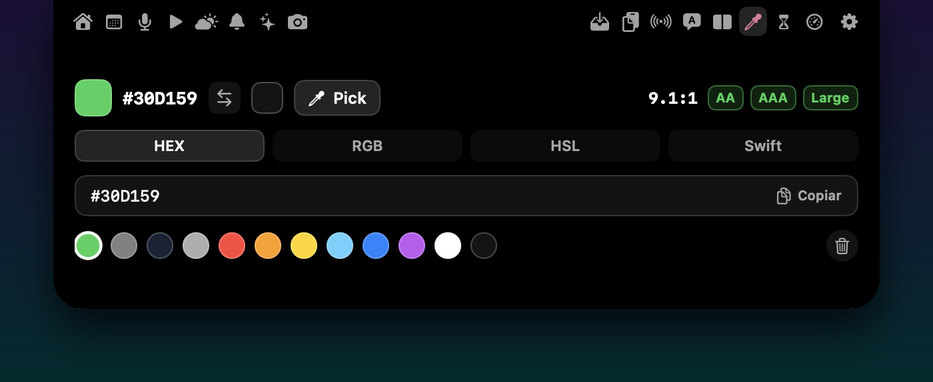 #30D159
Pick
9.1:1
AA
AAA
Large
HEX
RGB
HSL
Swift
#30D159
Copiar